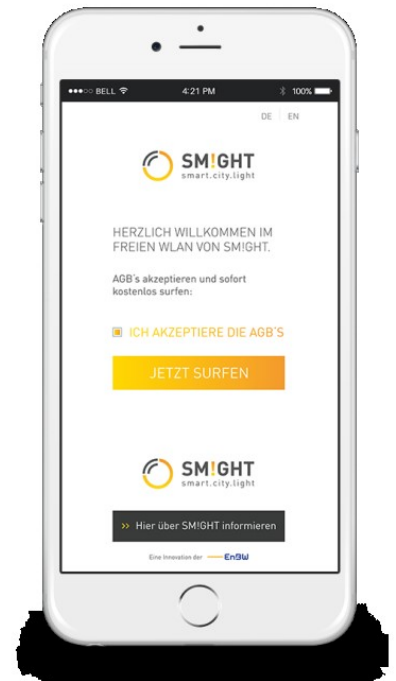 BELL 4:21 PM 100%
DE EN
SM!GHT
smart.city.light
HERZLICH WILLKOMMEN IM
FREIEN WLAN VON SM!GHT.
AGB's akzeptieren und sofort
kostenlos surfen:
ICH AKZEPTIERE DIE AGB'S
JETZT SURFEN
SM!GHT
smart.city.light
>> Hier über SM!GHT informieren
Eine Innovation der EnBW